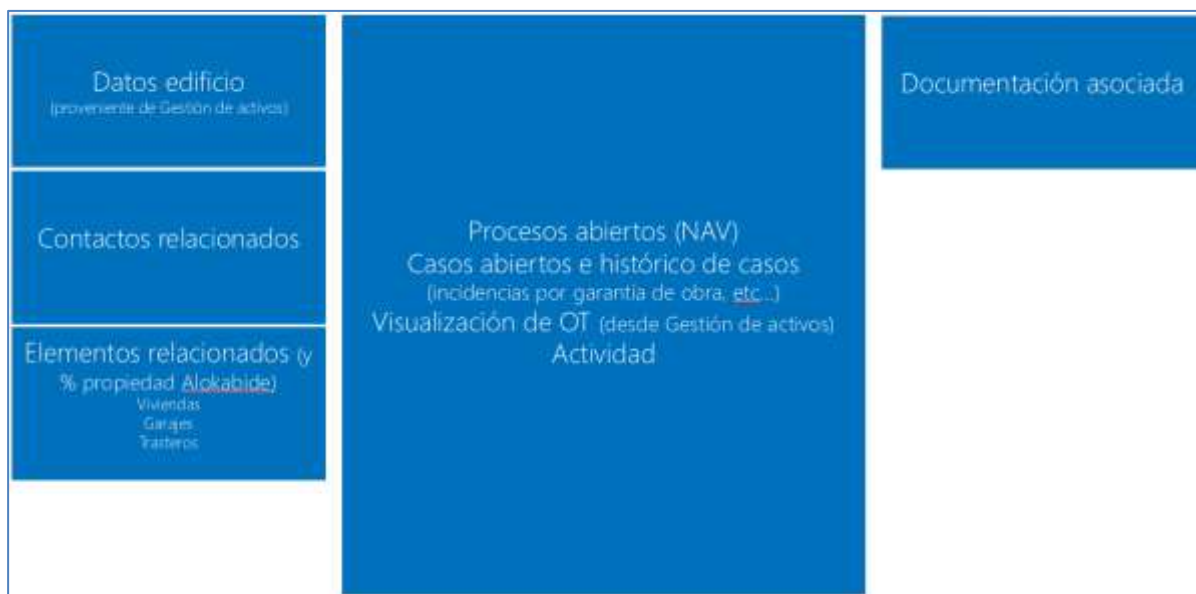 Datos edificio
(proveniente de Gestión de activos)
Contactos relacionados
Elementos relacionados (y
% propiedad Alokabide)
Viviendas
Garajes
Trasteros
Procesos abiertos (NAV)
Casos abiertos e histórico de casos
(incidencias por garantía de obra, etc...)
Visualización de OT (desde Gestión de activos)
Actividad
Documentación asociada